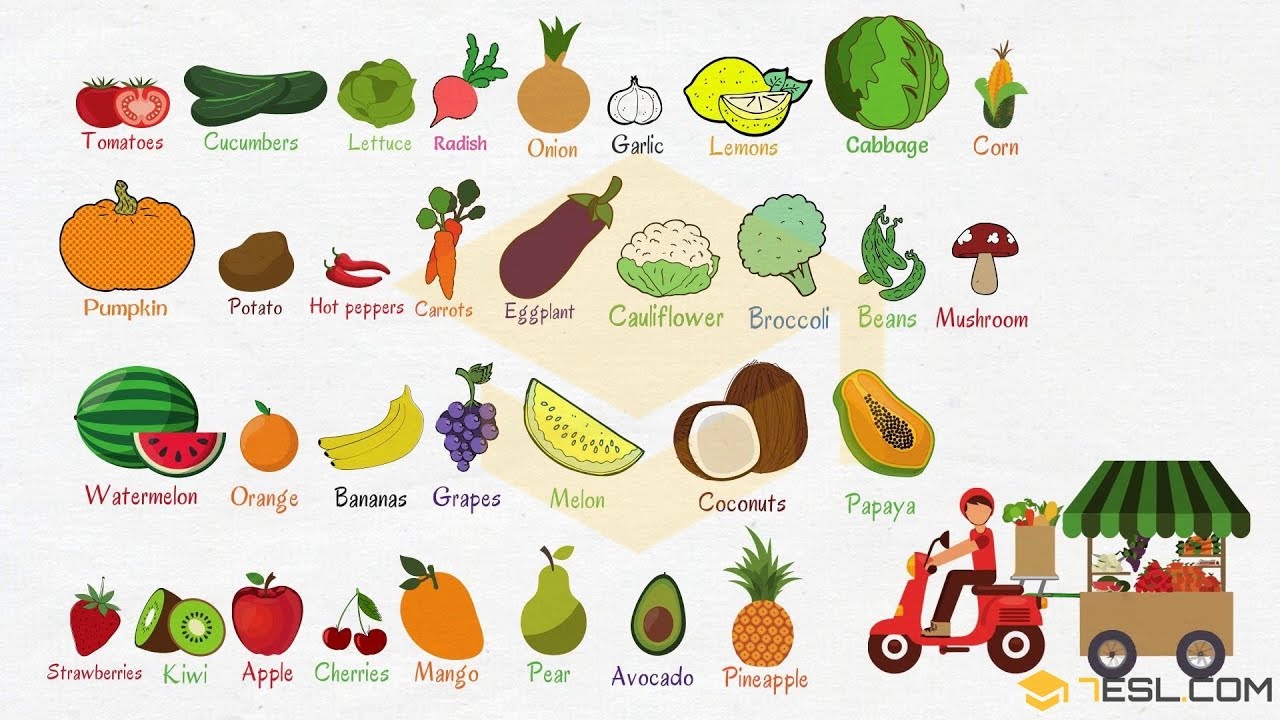 Tomatoes Cucumbers Lettuce Radish Onion Garlic Lemons Cabbage Corn
Pumpkin Potato Hot peppers Carrots Eggplant Cauliflower Broccoli Beans Mushroom
Watermelon Orange Bananas Grapes Melon Coconuts Papaya
Strawberries Kiwi Apple Cherries Mango Pear Avocado Pineapple
7ESL.COM